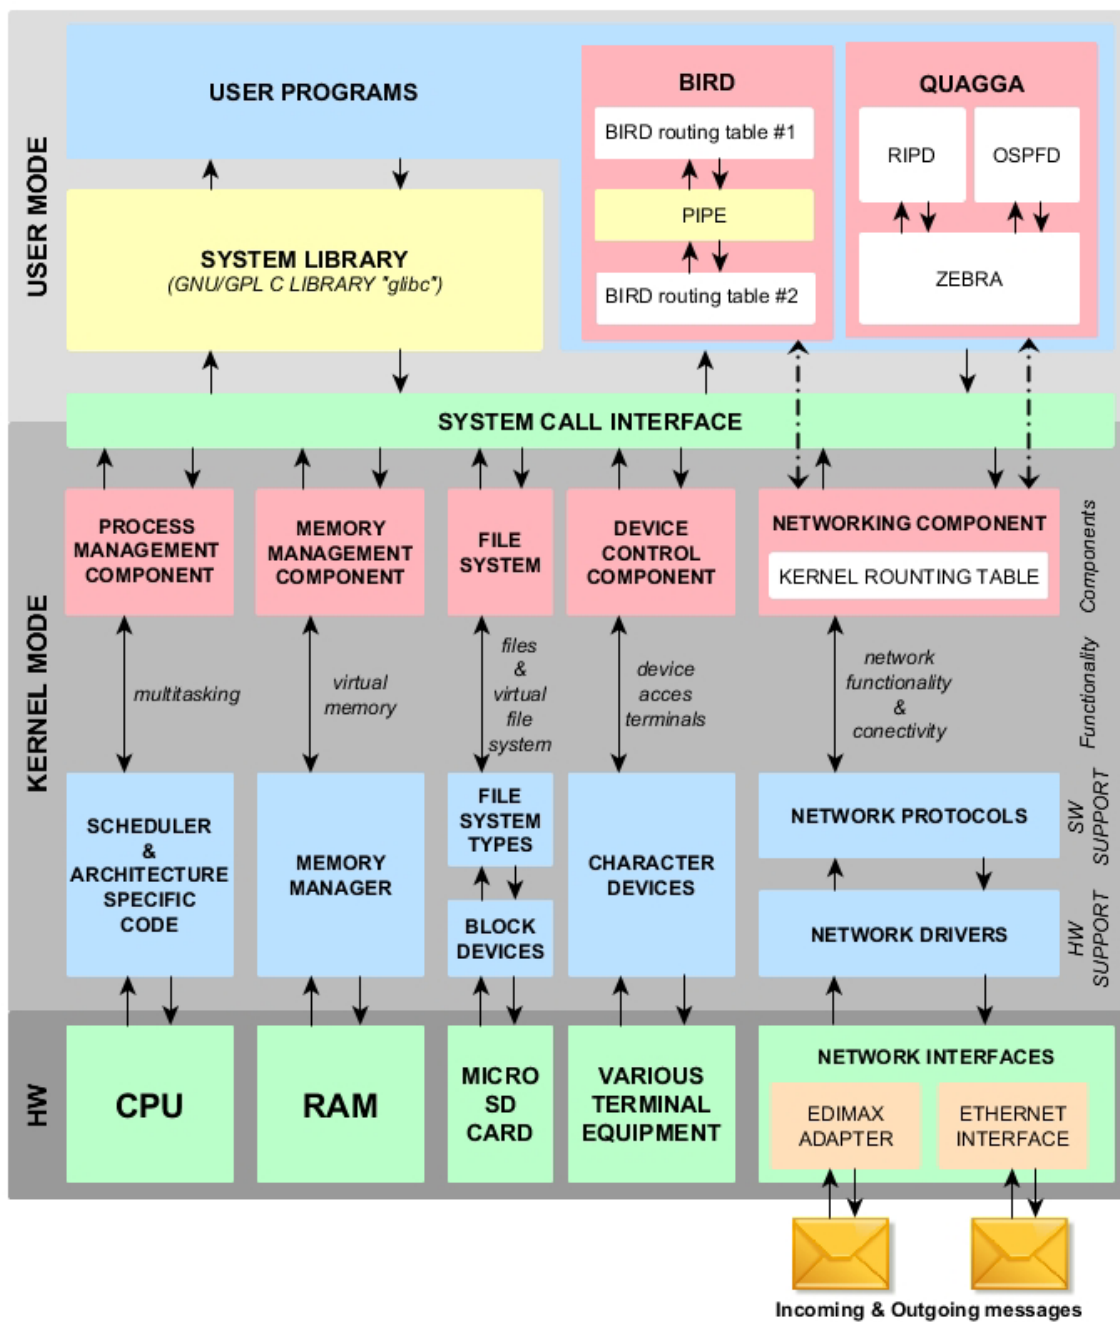 USER MODE
USER PROGRAMS
BIRD
BIRD routing table #1
PIPE
BIRD routing table #2
QUAGGA
RIPD
OSPFD
ZEBRA
SYSTEM LIBRARY
(GNU/GPL C LIBRARY "glibc")
SYSTEM CALL INTERFACE
KERNEL MODE
PROCESS
MANAGEMENT
COMPONENT
MEMORY
MANAGEMENT
COMPONENT
FILE
SYSTEM
DEVICE
CONTROL
COMPONENT
NETWORKING COMPONENT
KERNEL ROUNTING TABLE
Components
multitasking
virtual
memory
files
&
virtual
file
system
device
acces
terminals
network
functionality
&
conectivity
Functionality
SCHEDULER
&
ARCHITECTURE
SPECIFIC
CODE
MEMORY
MANAGER
FILE
SYSTEM
TYPES
BLOCK
DEVICES
CHARACTER
DEVICES
NETWORK PROTOCOLS
SW
SUPPORT
NETWORK DRIVERS
HW
SUPPORT
HW
CPU
RAM
MICRO
SD
CARD
VARIOUS
TERMINAL
EQUIPMENT
NETWORK INTERFACES
EDIMAX
ADAPTER
ETHERNET
INTERFACE
Incoming & Outgoing messages